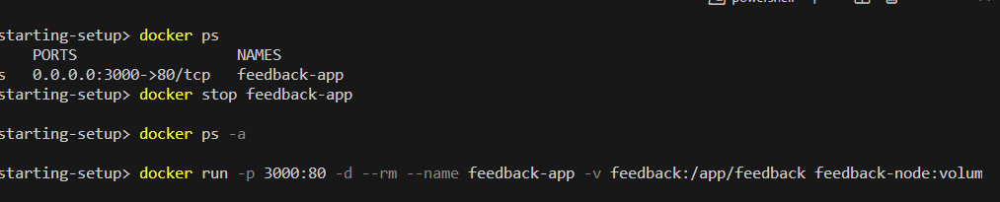 powershell
starting-setup> docker ps
PORTS NAMES
s 0.0.0.0:3000->80/tcp feedback-app
starting-setup> docker stop feedback-app
starting-setup> docker ps -a
starting-setup> docker run -p 3000:80 -d --rm --name feedback-app -v feedback:/app/feedback feedback-node:volum